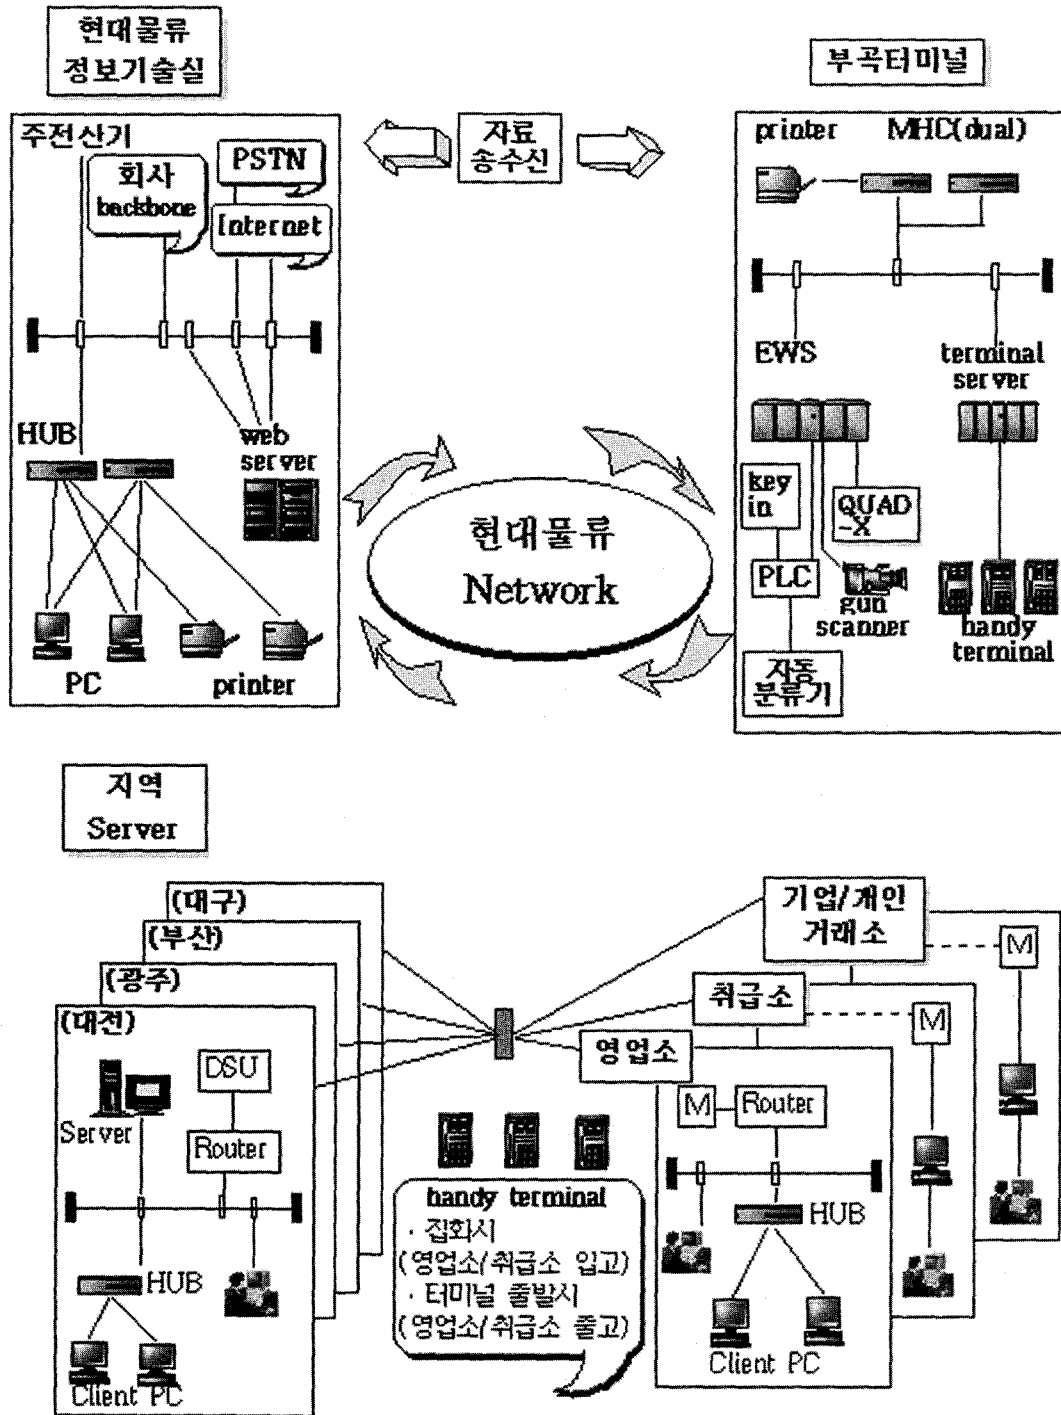 현대물류
정보기술실
주전산기
회사
backbone
PSTN
Internet
HUB
web
server
PC
printer
자료
송수신
현대물류
Network
부곡터미널
printer
MHC(dual)
EWS
terminal
server
key
in
QUAD
-X
PLC
gun
scanner
handy
terminal
자동
분류기
지역
Server
(대구)
(부산)
(광주)
(대전)
DSU
Server
Router
HUB
Client PC
handy terminal
· 집화시
(영업소/취급소 입고)
· 터미널 출발시
(영업소/취급소 출고)
기업/개인
거래소
M
취급소
M
영업소
M
Router
HUB
Client PC